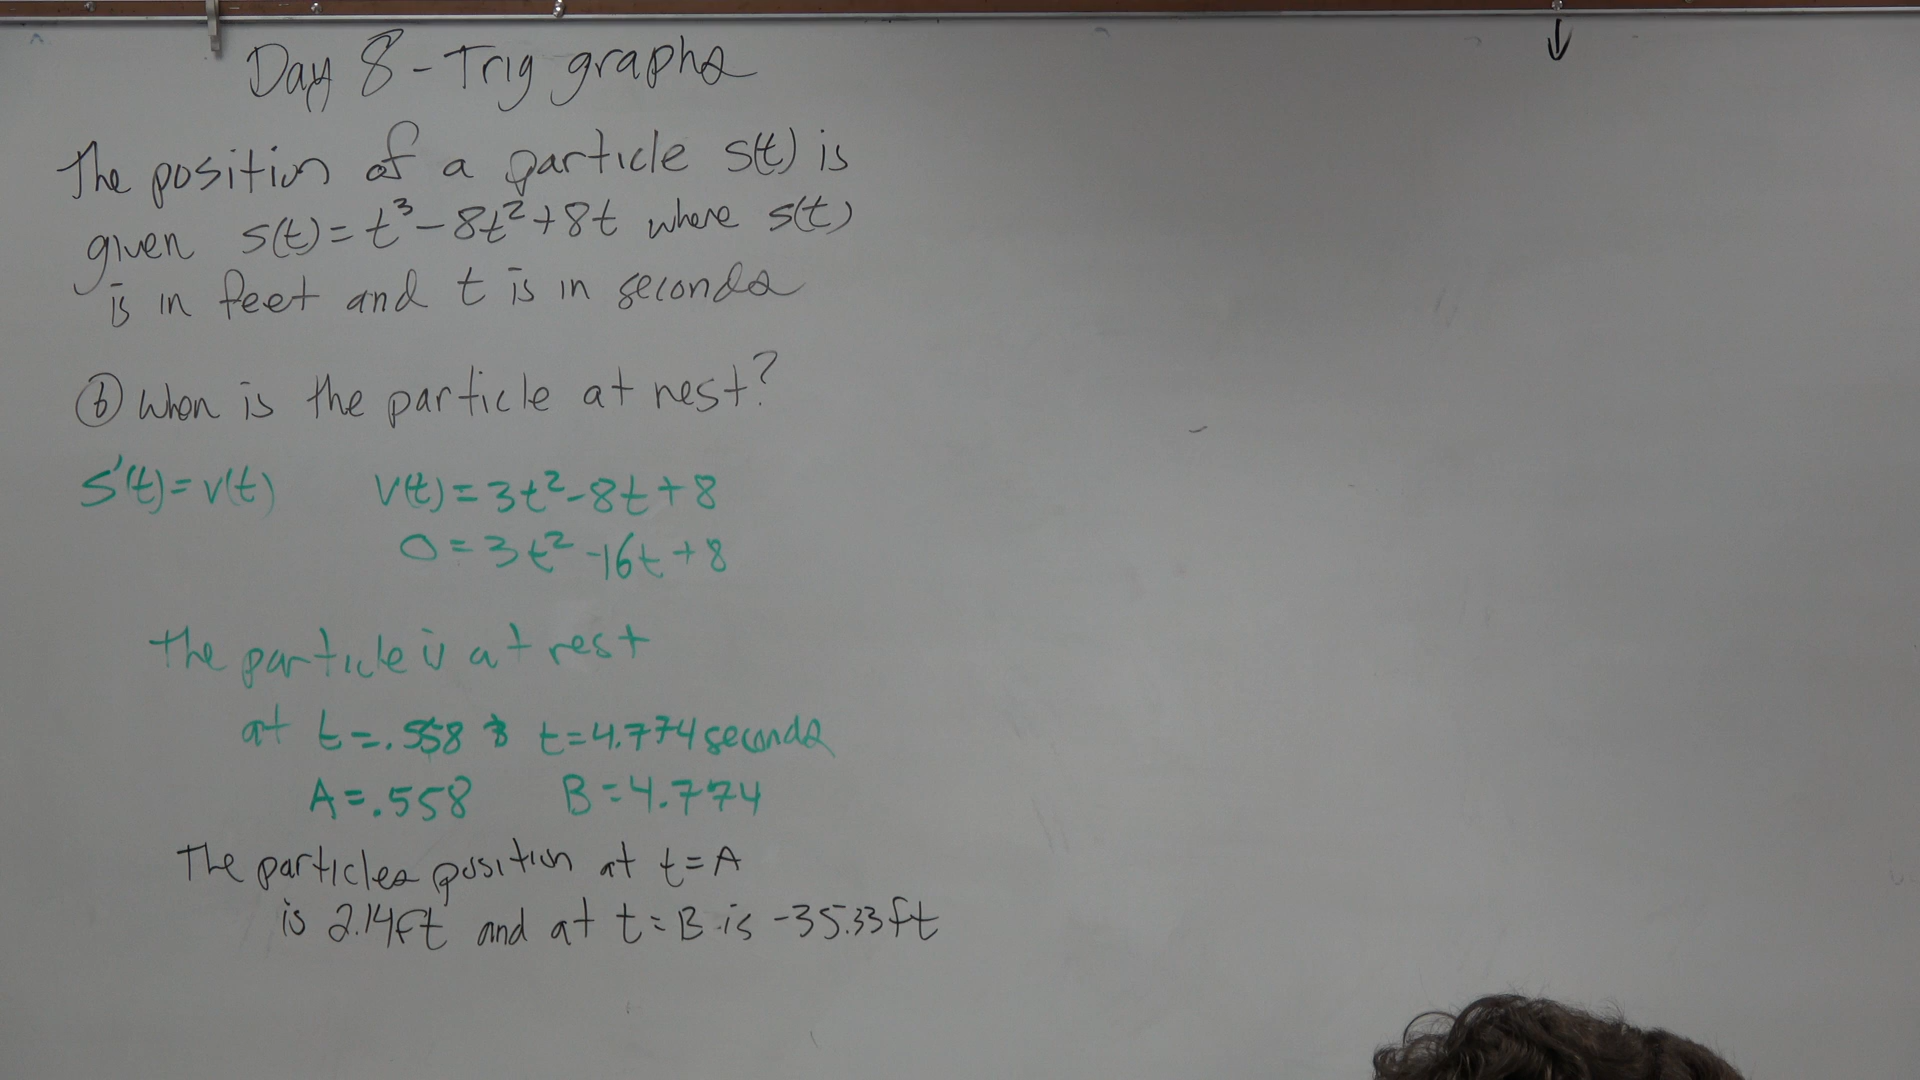 Day 8 - Trig graphs
The position of a particle s(t) is
given s(t) = t³ - 8t² + 8t where s(t)
is in feet and t is in seconds
ⓑ When is the particle at rest?
s'(t) = v(t) v(t) = 3t² - 8t + 8
0 = 3t² - 16t + 8
The particle is at rest
at t = .558 & t = 4.774 seconds
A = .558 B = 4.774
The particles position at t = A
is 2.14ft and at t = B is -35.33ft